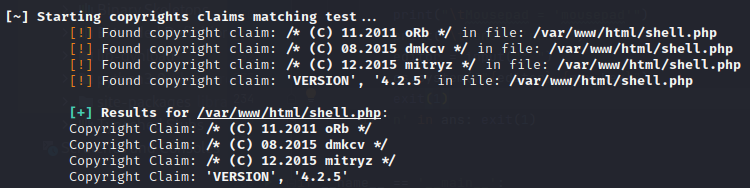 [~] Starting copyrights claims matching test...
[!] Found copyright claim: /* (C) 11.2011 oRb */ in file: /var/www/html/shell.php
[!] Found copyright claim: /* (C) 08.2015 dmkcv */ in file: /var/www/html/shell.php
[!] Found copyright claim: /* (C) 12.2015 mitryz */ in file: /var/www/html/shell.php
[!] Found copyright claim: 'VERSION', '4.2.5' in file: /var/www/html/shell.php
[+] Results for /var/www/html/shell.php:
Copyright Claim: /* (C) 11.2011 oRb */
Copyright Claim: /* (C) 08.2015 dmkcv */
Copyright Claim: /* (C) 12.2015 mitryz */
Copyright Claim: 'VERSION', '4.2.5'